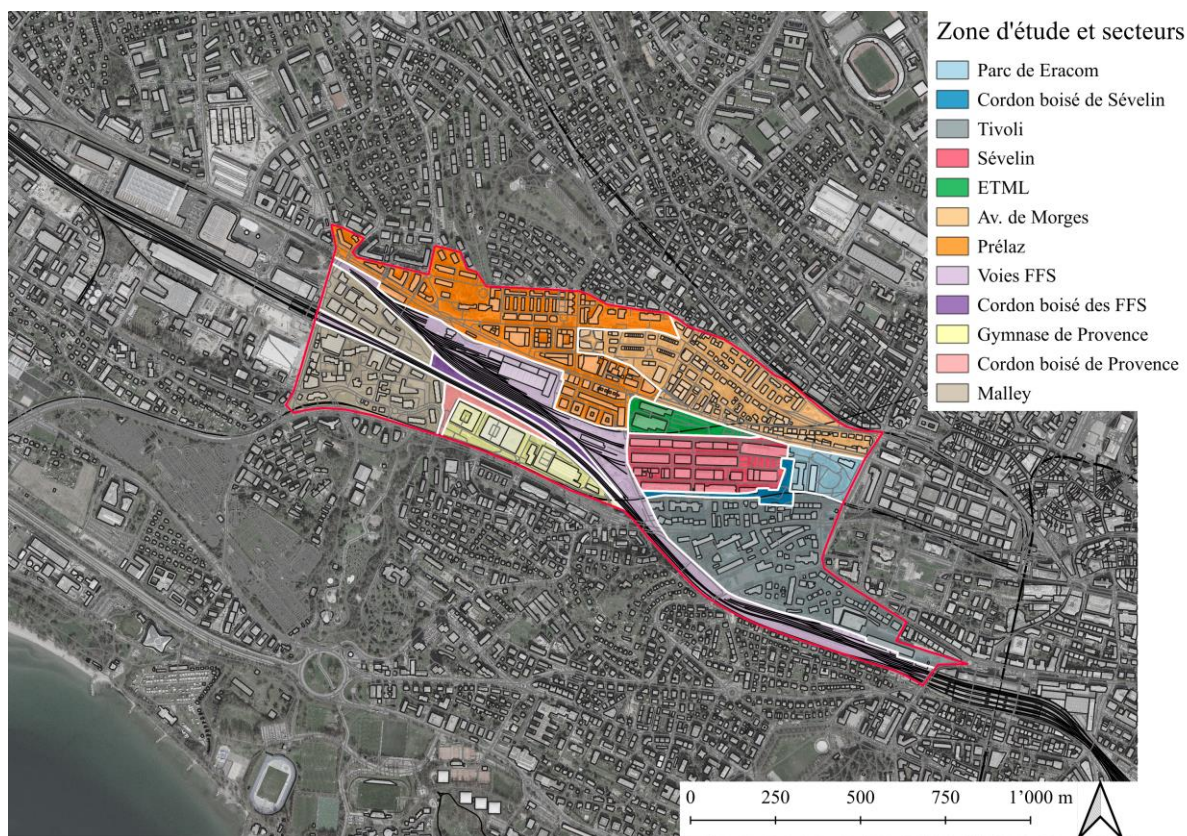 Zone d'étude et secteurs
Parc de Eracom
Cordon boisé de Sévelin
Tivoli
Sévelin
ETML
Av. de Morges
Prélaz
Voies FFS
Cordon boisé des FFS
Gymnase de Provence
Cordon boisé de Provence
Malley
0 250 500 750 1'000 m